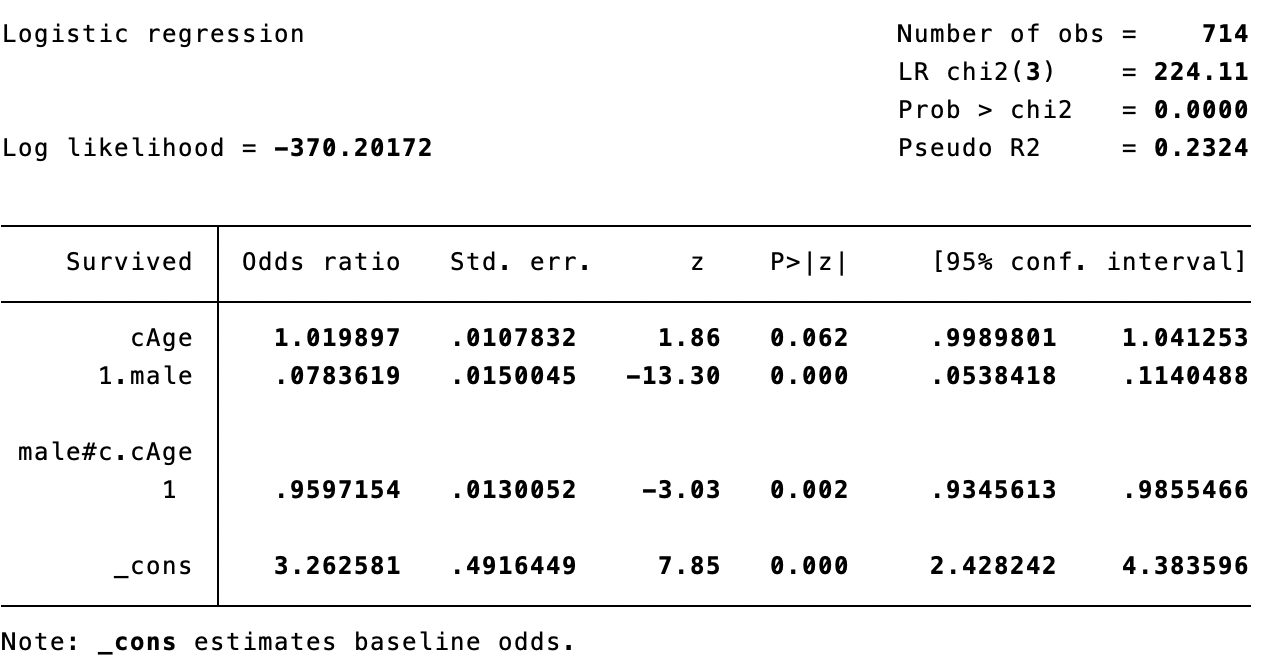 Logistic regression Number of obs = 714
LR chi2(3) = 224.11
Prob > chi2 = 0.0000
Log likelihood = -370.20172 Pseudo R2 = 0.2324
Survived Odds ratio Std. err. z P>|z| [95% conf. interval]
cAge 1.019897 .0107832 1.86 0.062 .9989801 1.041253
1.male .0783619 .0150045 -13.30 0.000 .0538418 .1140488
male#c.cAge
1 .9597154 .0130052 -3.03 0.002 .9345613 .9855466
_cons 3.262581 .4916449 7.85 0.000 2.428242 4.383596
Note: _cons estimates baseline odds.